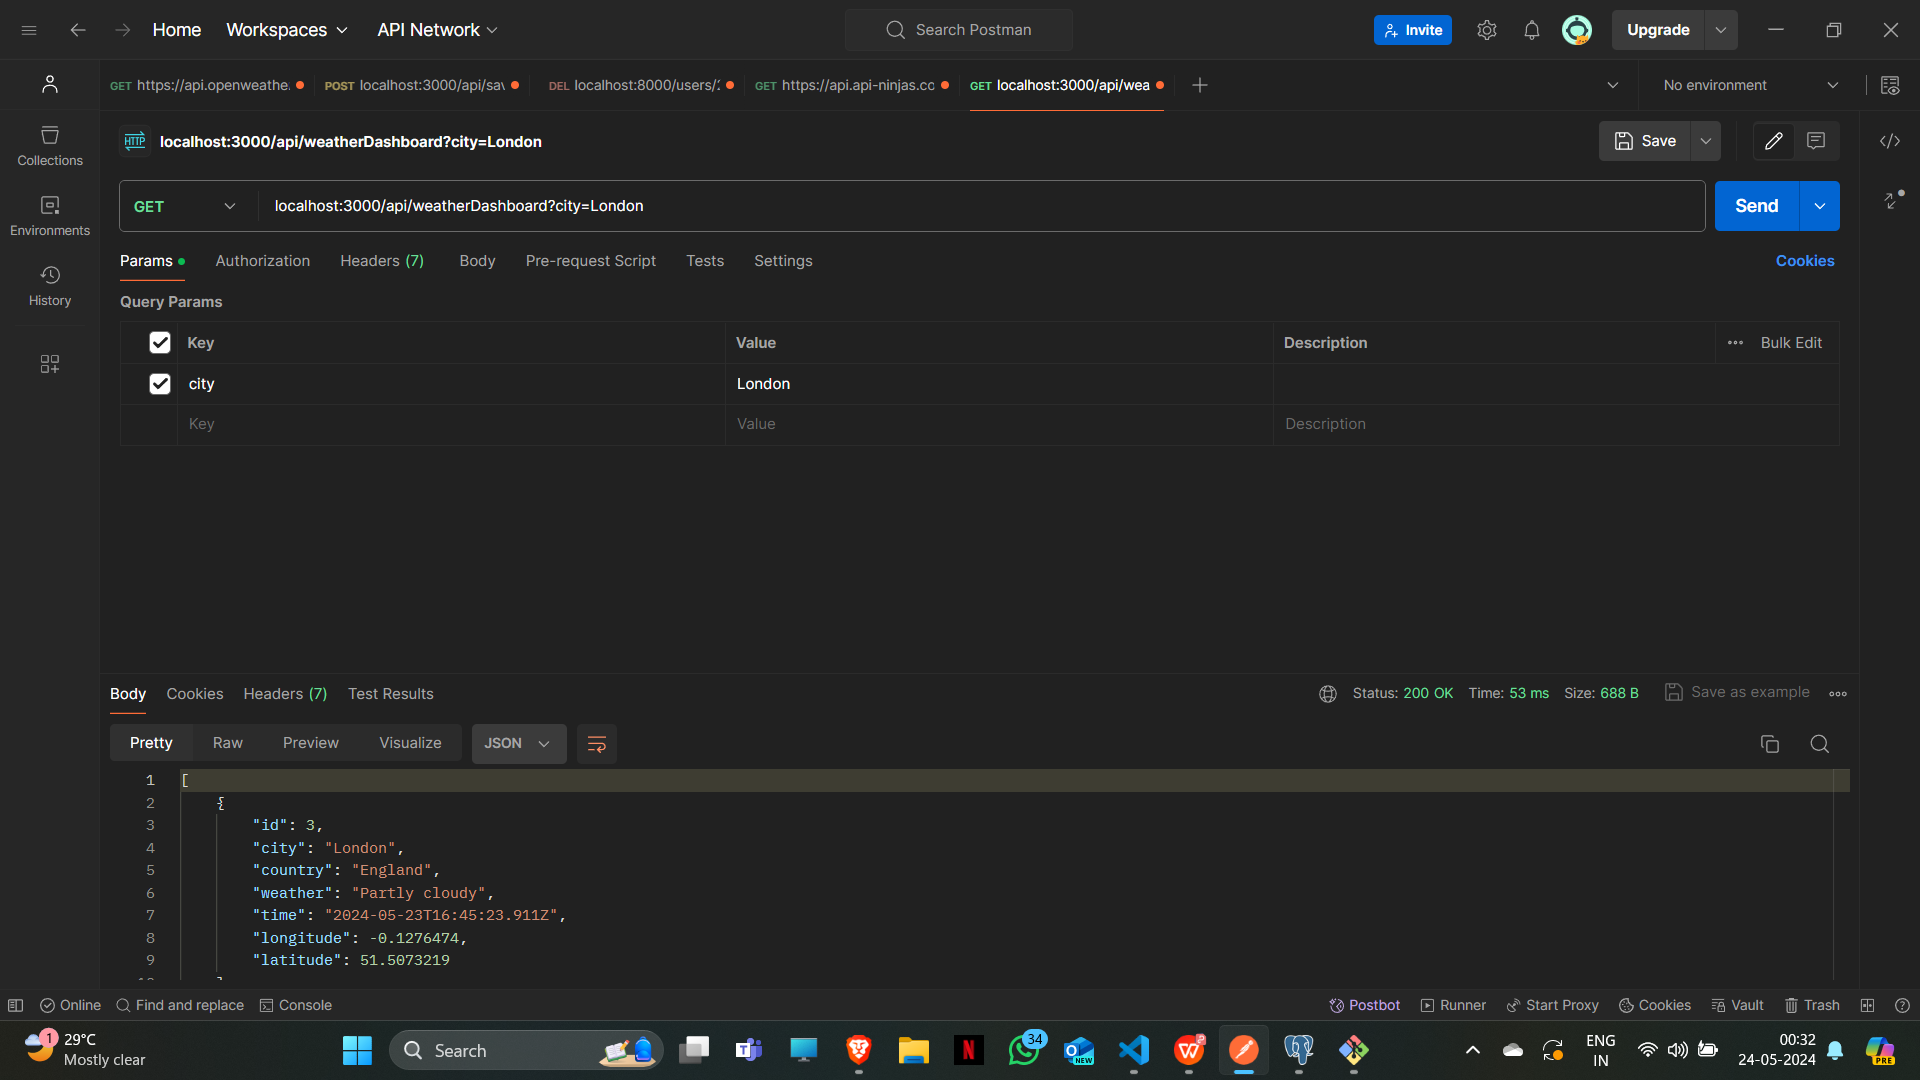 Home Workspaces API Network Search Postman Invite Upgrade
GET https://api.openweathe. POST localhost:3000/api/sav DEL localhost:8000/users/2 GET https://api.api-ninjas.co GET localhost:3000/api/wea No environment
HTTP localhost:3000/api/weatherDashboard?city=London Save
Collections
GET localhost:3000/api/weatherDashboard?city=London Send
Environments
Params Authorization Headers (7) Body Pre-request Script Tests Settings Cookies
History
Query Params
Key Value Description Bulk Edit
city London
Key Value Description
Body Cookies Headers (7) Test Results Status: 200 OK Time: 53 ms Size: 688 B Save as example
Pretty Raw Preview Visualize JSON
1 [
2 {
3 "id": 3,
4 "city": "London",
5 "country": "England",
6 "weather": "Partly cloudy",
7 "time": "2024-05-23T16:45:23.911Z",
8 "longitude": -0.1276474,
9 "latitude": 51.5073219
Online Find and replace Console Postbot Runner Start Proxy Cookies Vault Trash
1 29°C Search 34 NEW ENG 00:32
Mostly clear IN 24-05-2024 PRE